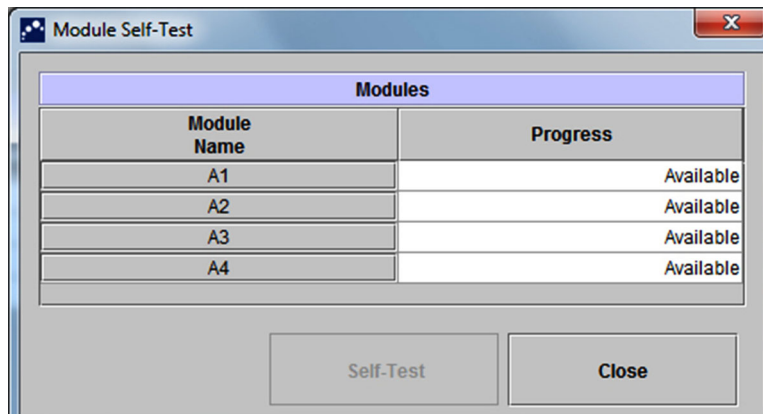 Module Self-Test
x
Modules
Module
Name
Progress
A1 Available
A2 Available
A3 Available
A4 Available
Self-Test Close